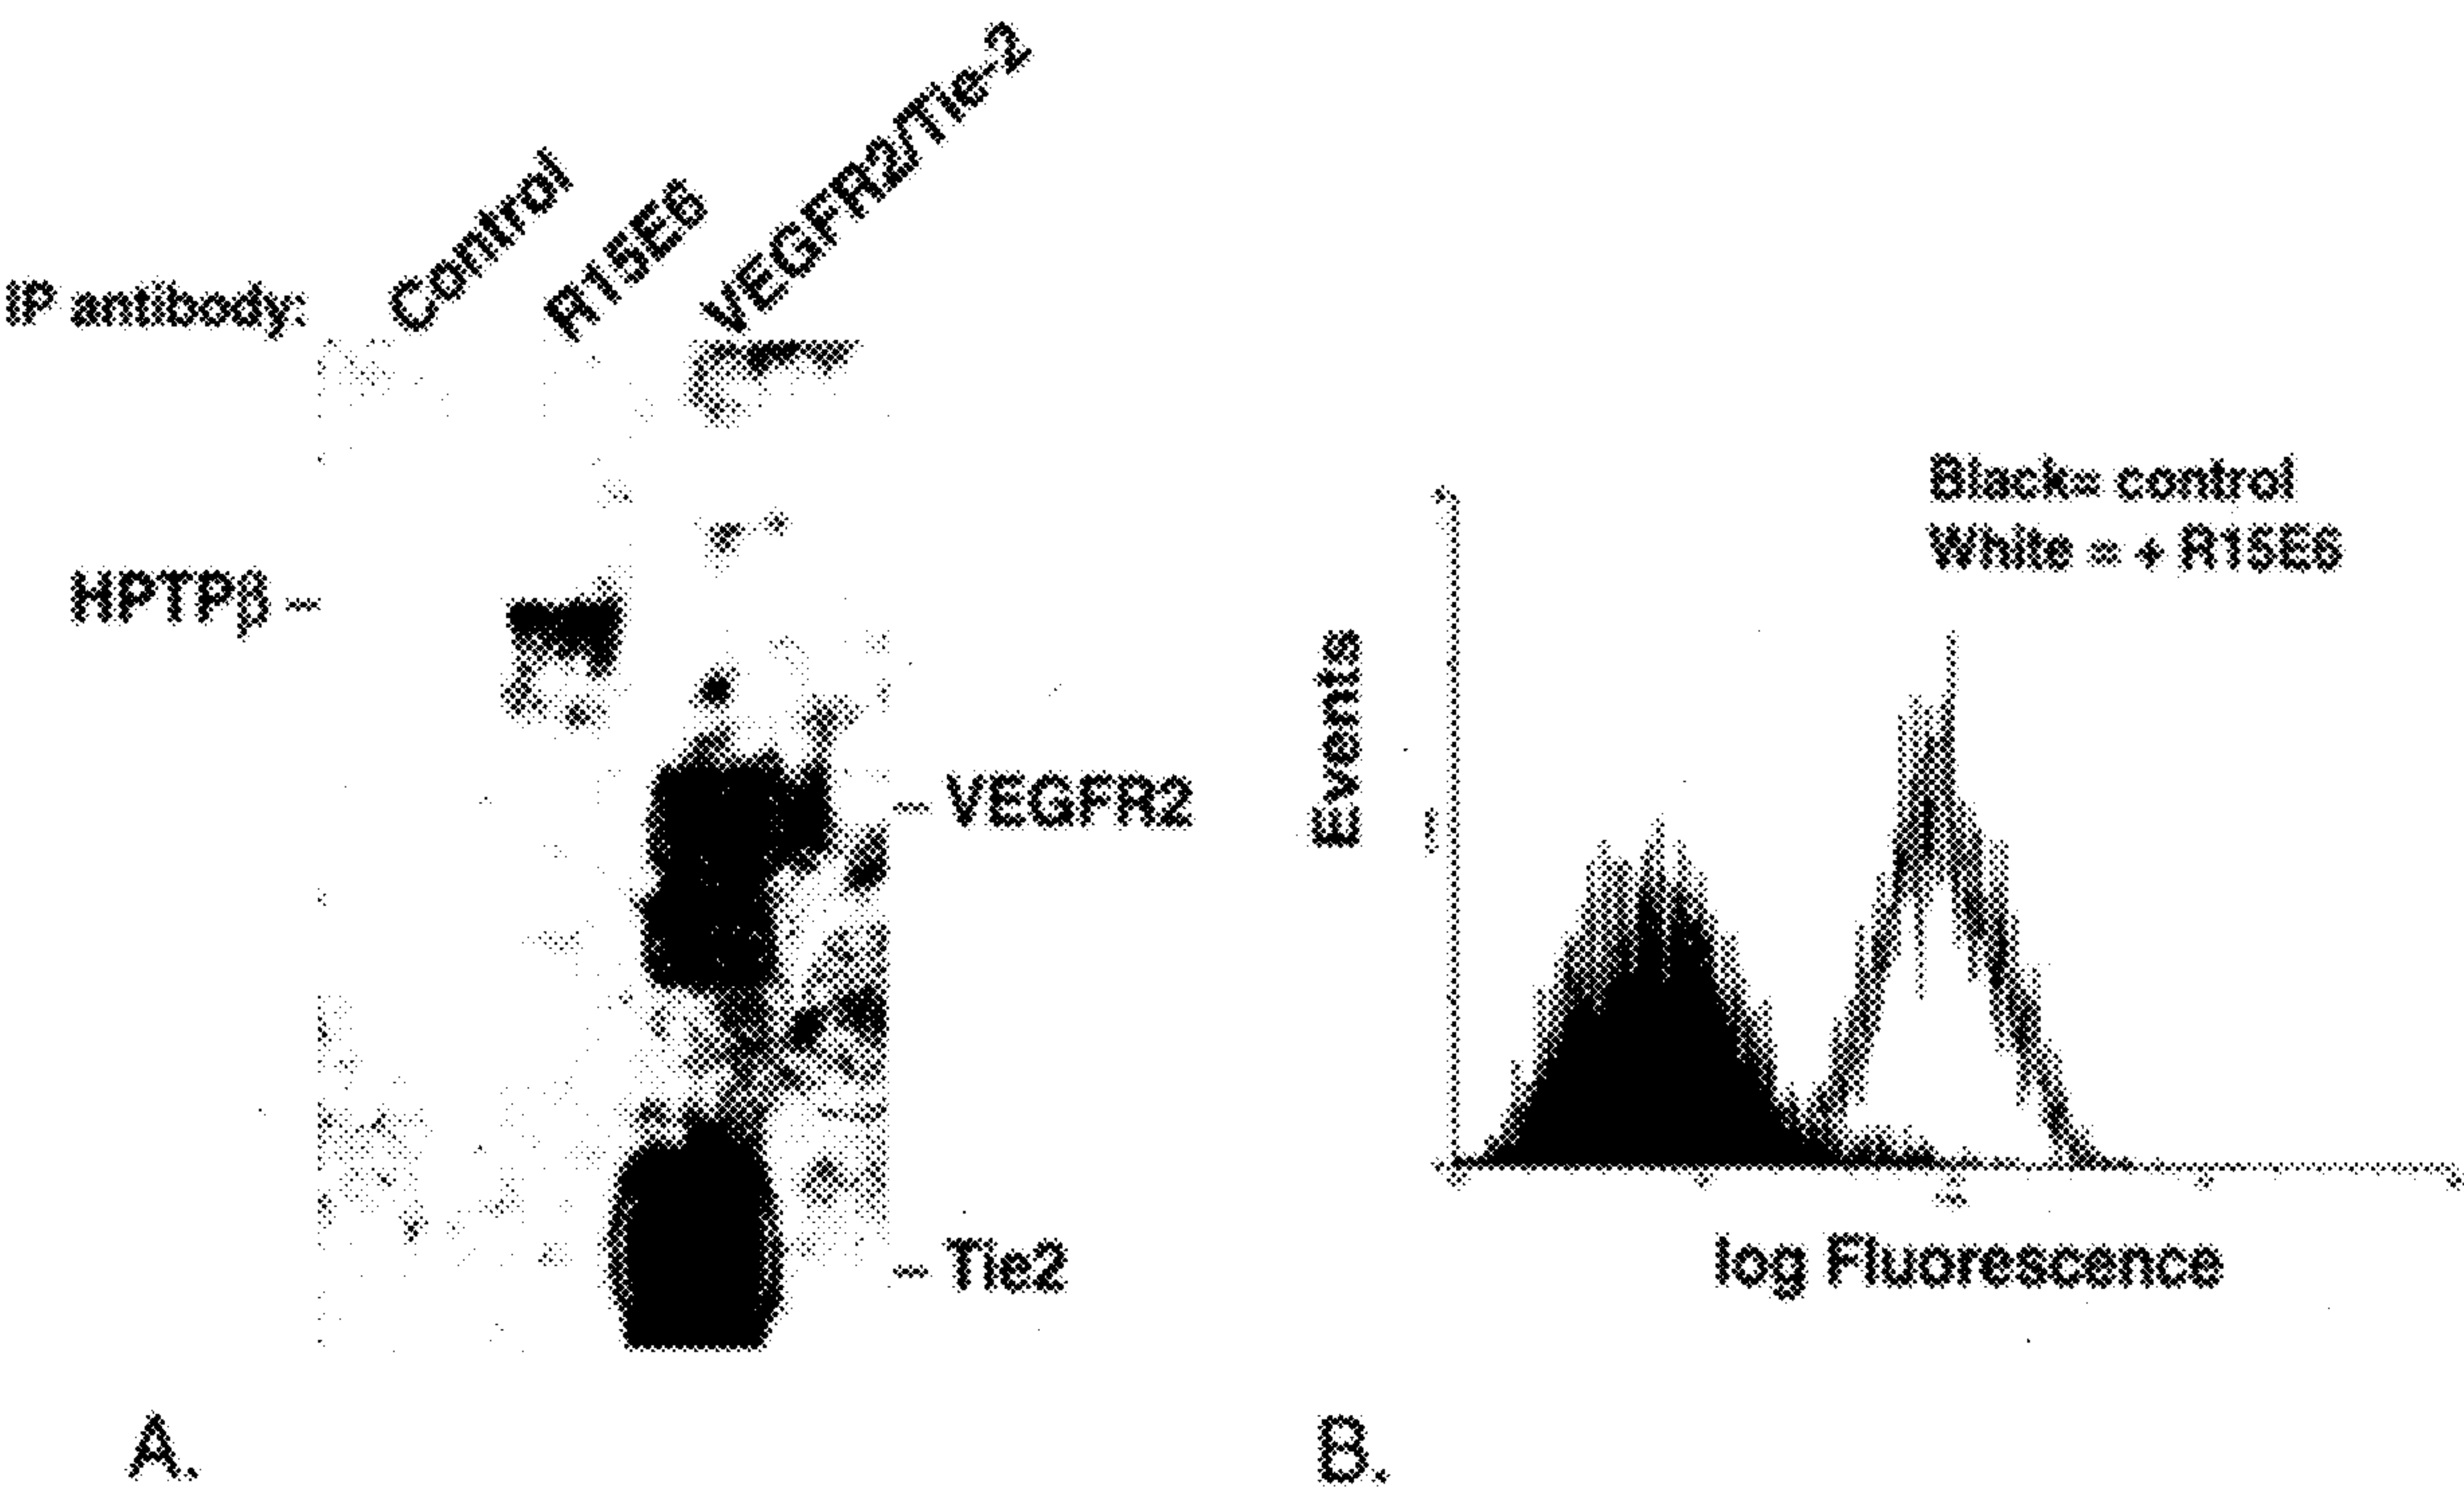 IP antibody:
Control
R15E6
VEGFR2/Tie-2
HPTPβ –
– VEGFR2
– Tie2
A.
Black= control
White = + R15E6
Events
log Fluorescence
B.